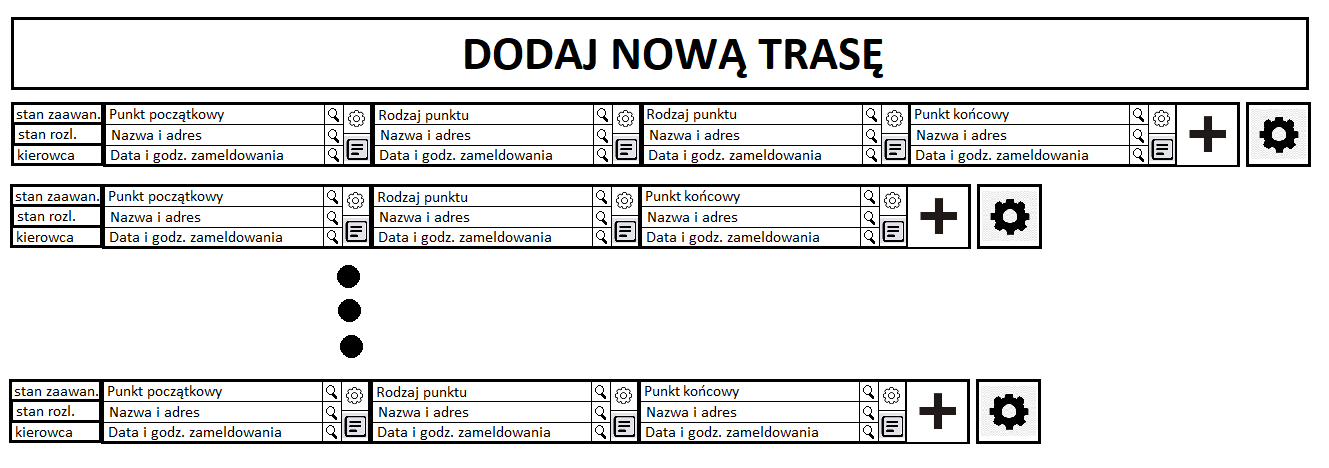 DODAJ NOWĄ TRASĘ
stan zaawan. Punkt początkowy Rodzaj punktu Rodzaj punktu Punkt końcowy
stan rozl. Nazwa i adres Nazwa i adres Nazwa i adres Nazwa i adres
kierowca Data i godz. zameldowania Data i godz. zameldowania Data i godz. zameldowania Data i godz. zameldowania
stan zaawan. Punkt początkowy Rodzaj punktu Punkt końcowy
stan rozl. Nazwa i adres Nazwa i adres Nazwa i adres
kierowca Data i godz. zameldowania Data i godz. zameldowania Data i godz. zameldowania
stan zaawan. Punkt początkowy Rodzaj punktu Punkt końcowy
stan rozl. Nazwa i adres Nazwa i adres Nazwa i adres
kierowca Data i godz. zameldowania Data i godz. zameldowania Data i godz. zameldowania